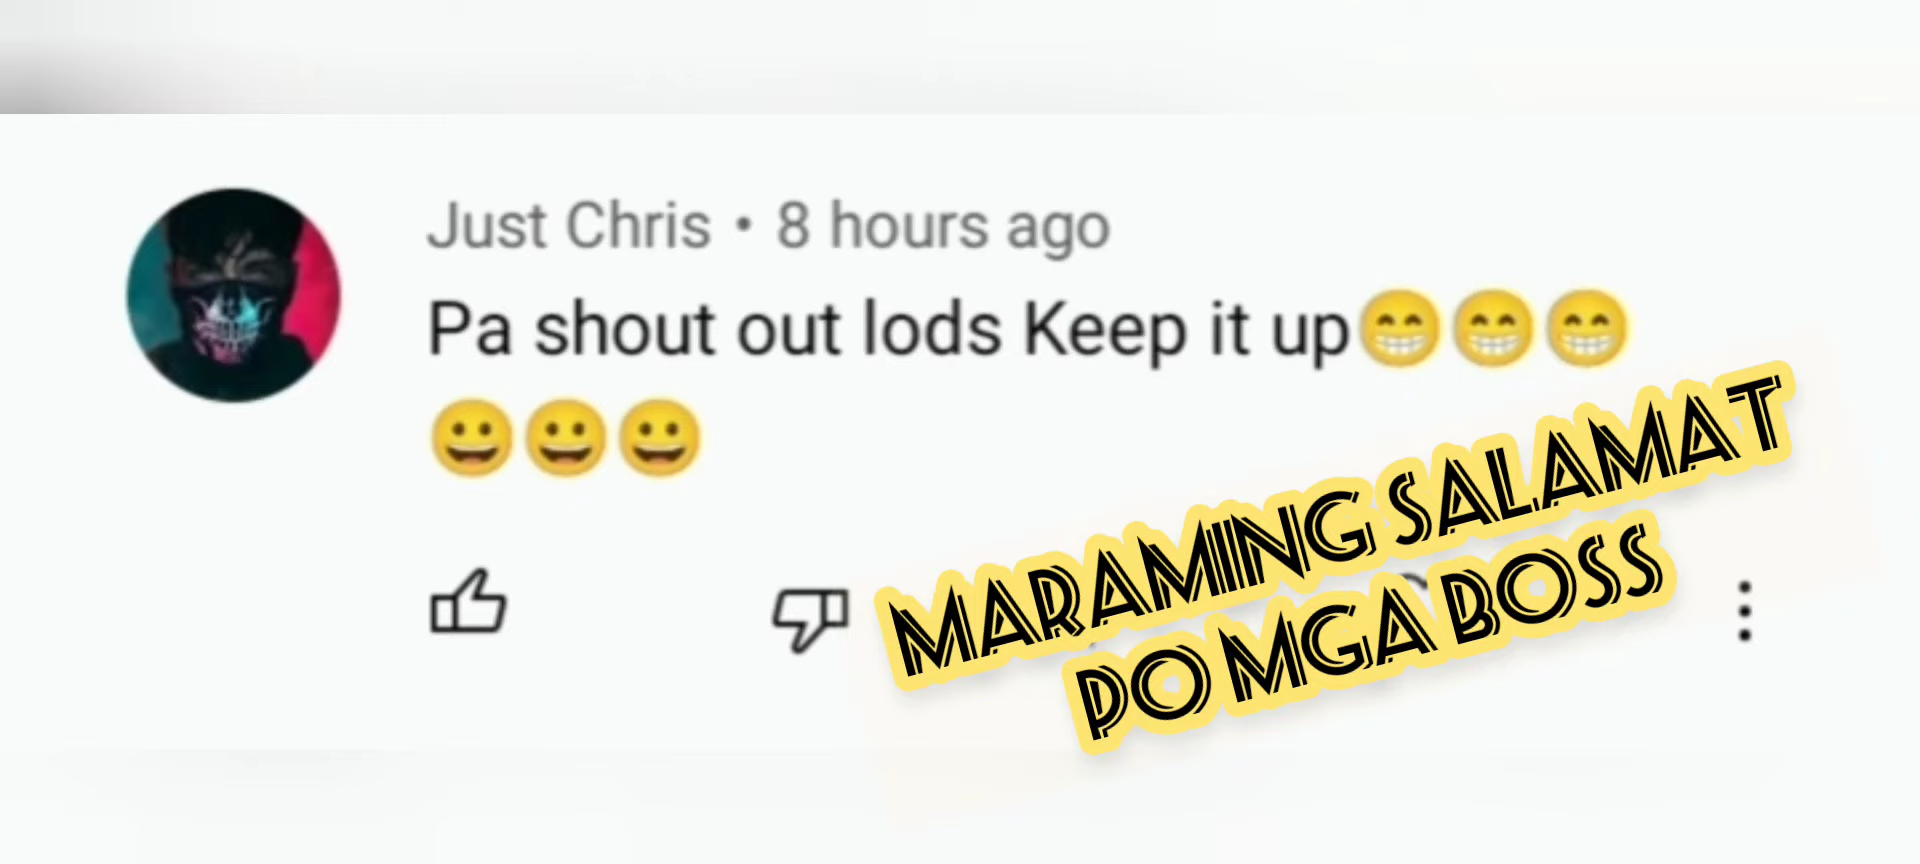 Just Chris • 8 hours ago
Pa shout out lods Keep it up😁😁😁
😀😀😀
MARAMING SALAMAT
PO MGA BOSS